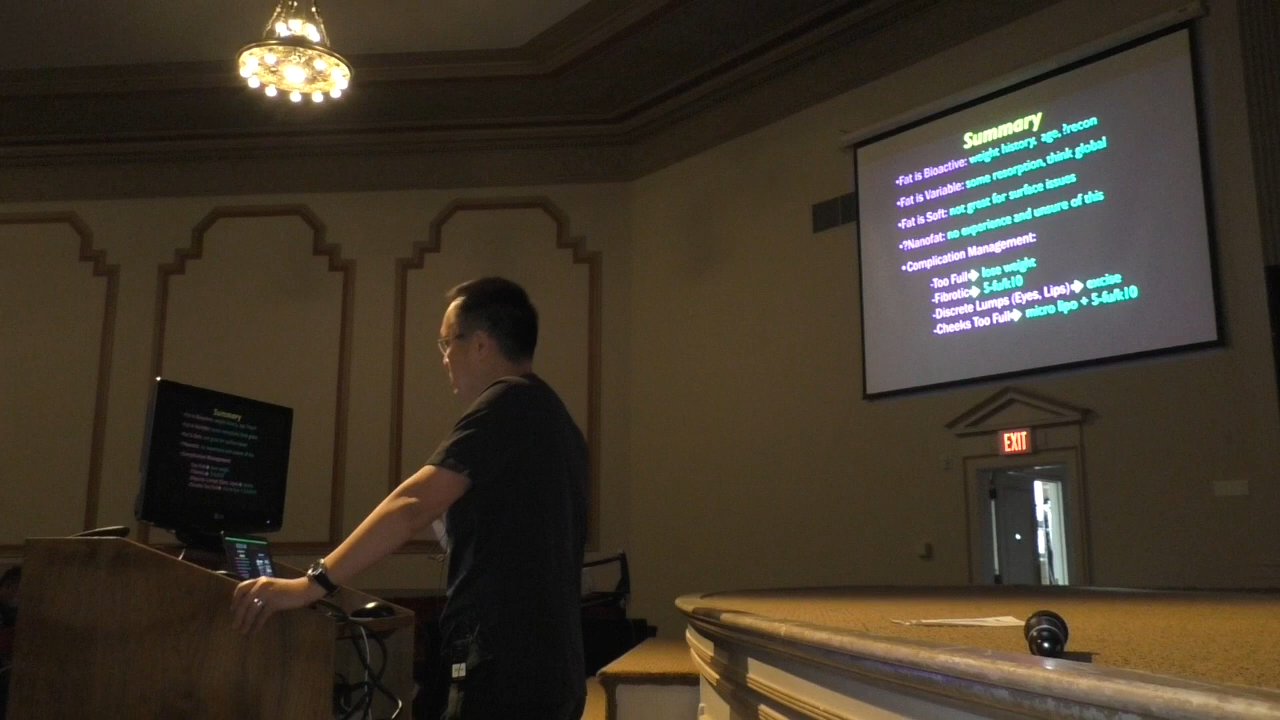 Summary
•Fat is Bioactive: weight history, age, ?recon
•Fat is Variable: some resorption, think global
•Fat is Soft: not great for surface issues
•?Nanofat: no experience and unsure of this
•Complication Management:
-Too Full➔ lose weight
-Fibrotic➔ 5-fu/k10
-Discrete Lumps (Eyes, Lips)➔ excise
-Cheeks Too Full➔ micro lipo + 5-fu/k10
EXIT
Summary